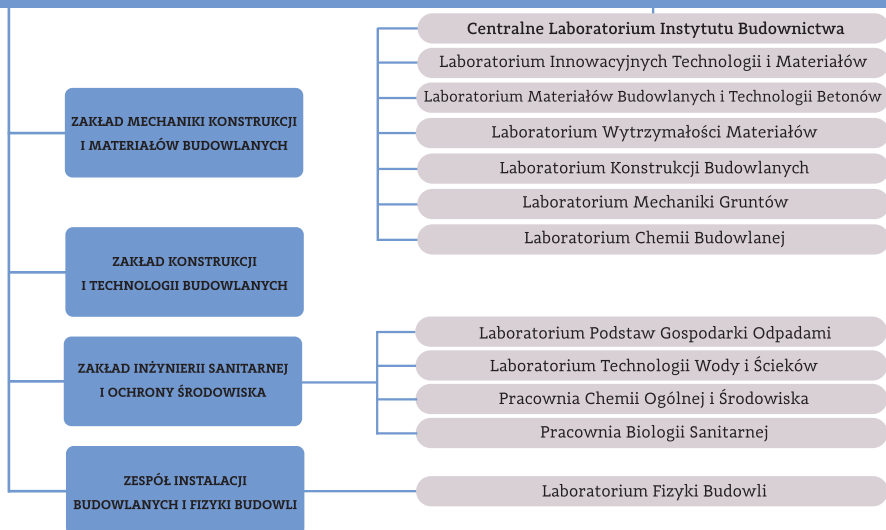 Centralne Laboratorium Instytutu Budownictwa
Laboratorium Innowacyjnych Technologii i Materiałów
Laboratorium Materiałów Budowlanych i Technologii Betonów
Laboratorium Wytrzymałości Materiałów
Laboratorium Konstrukcji Budowlanych
Laboratorium Mechaniki Gruntów
Laboratorium Chemii Budowlanej
ZAKŁAD MECHANIKI KONSTRUKCJI
I MATERIAŁÓW BUDOWLANYCH
ZAKŁAD KONSTRUKCJI
I TECHNOLOGII BUDOWLANYCH
ZAKŁAD INŻYNIERII SANITARNEJ
I OCHRONY ŚRODOWISKA
Laboratorium Podstaw Gospodarki Odpadami
Laboratorium Technologii Wody i Ścieków
Pracownia Chemii Ogólnej i Środowiska
Pracownia Biologii Sanitarnej
ZESPÓŁ INSTALACJI
BUDOWLANYCH I FIZYKI BUDOWLI
Laboratorium Fizyki Budowli